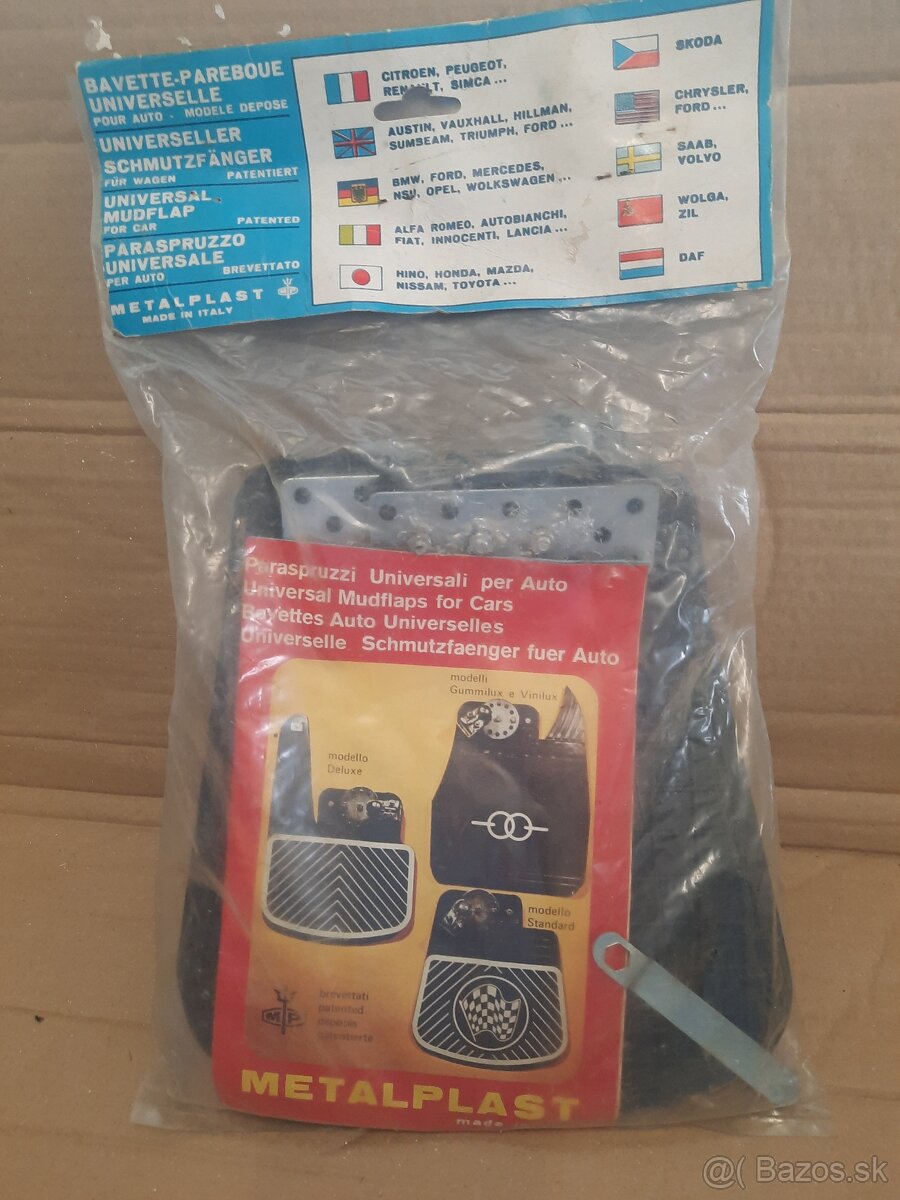 BAVETTE-PAREBOUE
UNIVERSELLE
POUR AUTO - MODELE DEPOSE
UNIVERSELLER
SCHMUTZFÄNGER
FÜR WAGEN PATENTIERT
UNIVERSAL
MUDFLAP
FOR CAR PATENTED
PARASPRUZZO
UNIVERSALE
PER AUTO BREVETTATO
METALPLAST
MADE IN ITALY
CITROEN, PEUGEOT,
RENAULT, SIMCA ...
AUSTIN, VAUXHALL, HILLMAN,
SUMBEAM, TRIUMPH, FORD ...
BMW, FORD, MERCEDES,
NSU, OPEL, WOLKSWAGEN ...
ALFA ROMEO, AUTOBIANCHI,
FIAT, INNOCENTI, LANCIA ...
HINO, HONDA, MAZDA,
NISSAM, TOYOTA ...
SKODA
CHRYSLER,
FORD ...
SAAB,
VOLVO
WOLGA,
ZIL
DAF
Paraspruzzi Universali per Auto
Universal Mudflaps for Cars
Bavettes Auto Universelles
Universelle Schmutzfaenger fuer Auto
modelli
Gummilux e Vinilux
modello
Deluxe
modello
Standard
MP
brevettati
patented
METALPLAST
made
@( Bazos.sk